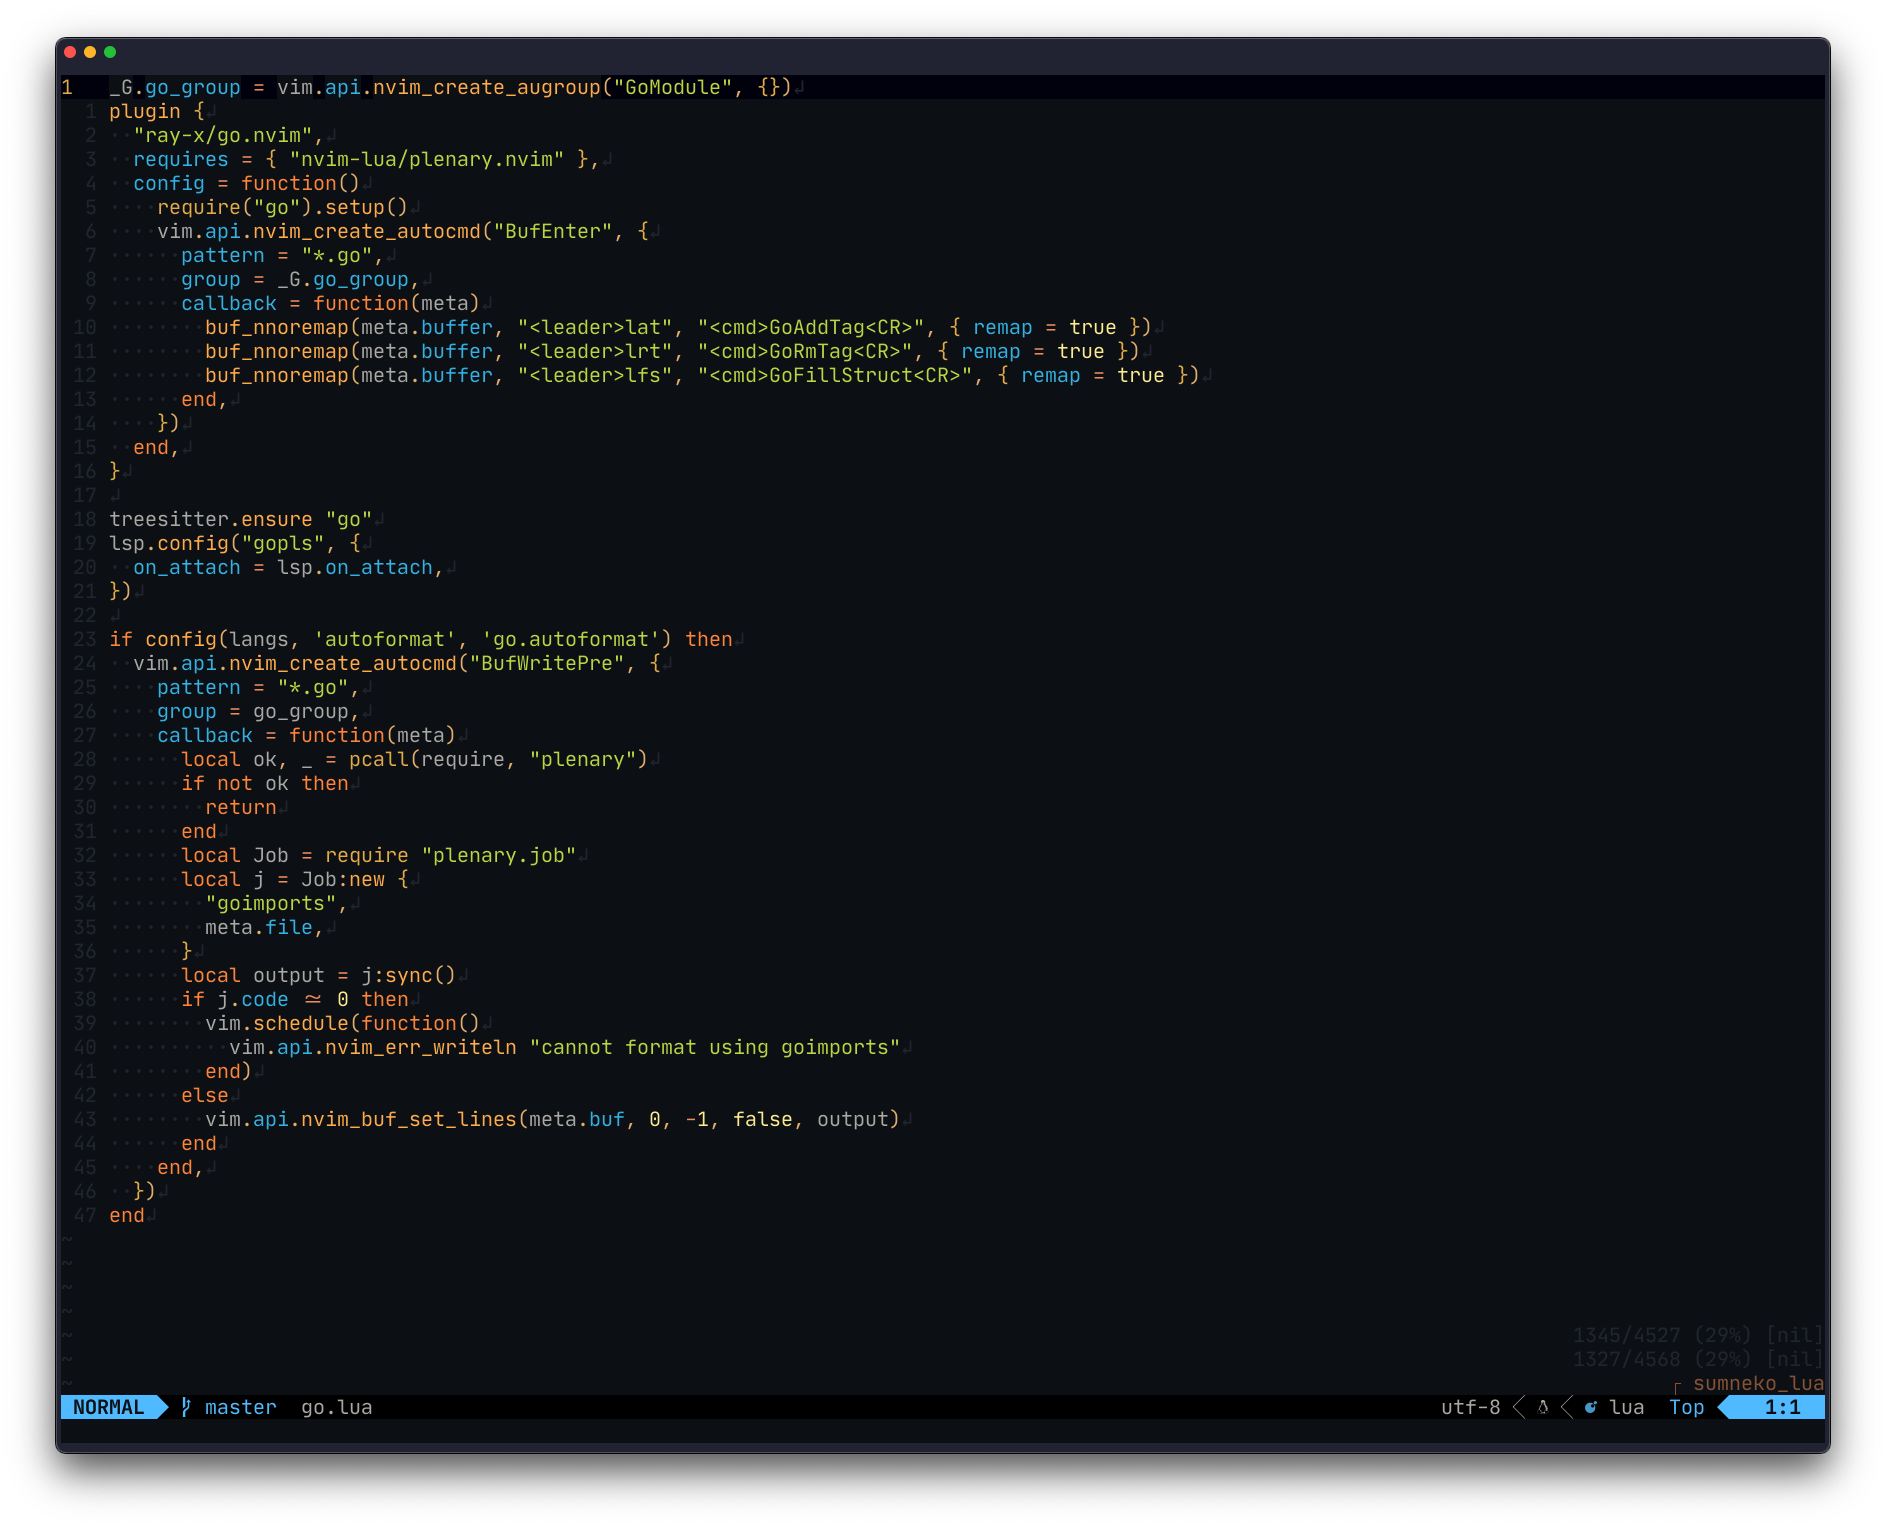 1   _G.go_group = vim.api.nvim_create_augroup("GoModule", {})↲
  1 plugin {↲
  2 ··"ray-x/go.nvim",↲
  3 ··requires = { "nvim-lua/plenary.nvim" },↲
  4 ··config = function()↲
  5 ····require("go").setup()↲
  6 ····vim.api.nvim_create_autocmd("BufEnter", {↲
  7 ······pattern = "*.go",↲
  8 ······group = _G.go_group,↲
  9 ······callback = function(meta)↲
 10 ········buf_nnoremap(meta.buffer, "<leader>lat", "<cmd>GoAddTag<CR>", { remap = true })↲
 11 ········buf_nnoremap(meta.buffer, "<leader>lrt", "<cmd>GoRmTag<CR>", { remap = true })↲
 12 ········buf_nnoremap(meta.buffer, "<leader>lfs", "<cmd>GoFillStruct<CR>", { remap = true })↲
 13 ······end,↲
 14 ····})↲
 15 ··end,↲
 16 }↲
 17 ↲
 18 treesitter.ensure "go"↲
 19 lsp.config("gopls", {↲
 20 ··on_attach = lsp.on_attach,↲
 21 })↲
 22 ↲
 23 if config(langs, 'autoformat', 'go.autoformat') then↲
 24 ··vim.api.nvim_create_autocmd("BufWritePre", {↲
 25 ····pattern = "*.go",↲
 26 ····group = go_group,↲
 27 ····callback = function(meta)↲
 28 ······local ok, _ = pcall(require, "plenary")↲
 29 ······if not ok then↲
 30 ········return↲
 31 ······end↲
 32 ······local Job = require "plenary.job"↲
 33 ······local j = Job:new {↲
 34 ········"goimports",↲
 35 ········meta.file,↲
 36 ······}↲
 37 ······local output = j:sync()↲
 38 ······if j.code ≃ 0 then↲
 39 ········vim.schedule(function()↲
 40 ··········vim.api.nvim_err_writeln "cannot format using goimports"↲
 41 ········end)↲
 42 ······else↲
 43 ········vim.api.nvim_buf_set_lines(meta.buf, 0, -1, false, output)↲
 44 ······end↲
 45 ····end,↲
 46 ··})↲
 47 end↲
~
~
~
~
~ 1345/4527 (29%) [nil]
~ 1327/4568 (29%) [nil]
~ ┌ sumneko_lua
NORMAL master go.lua utf-8 lua Top 1:1